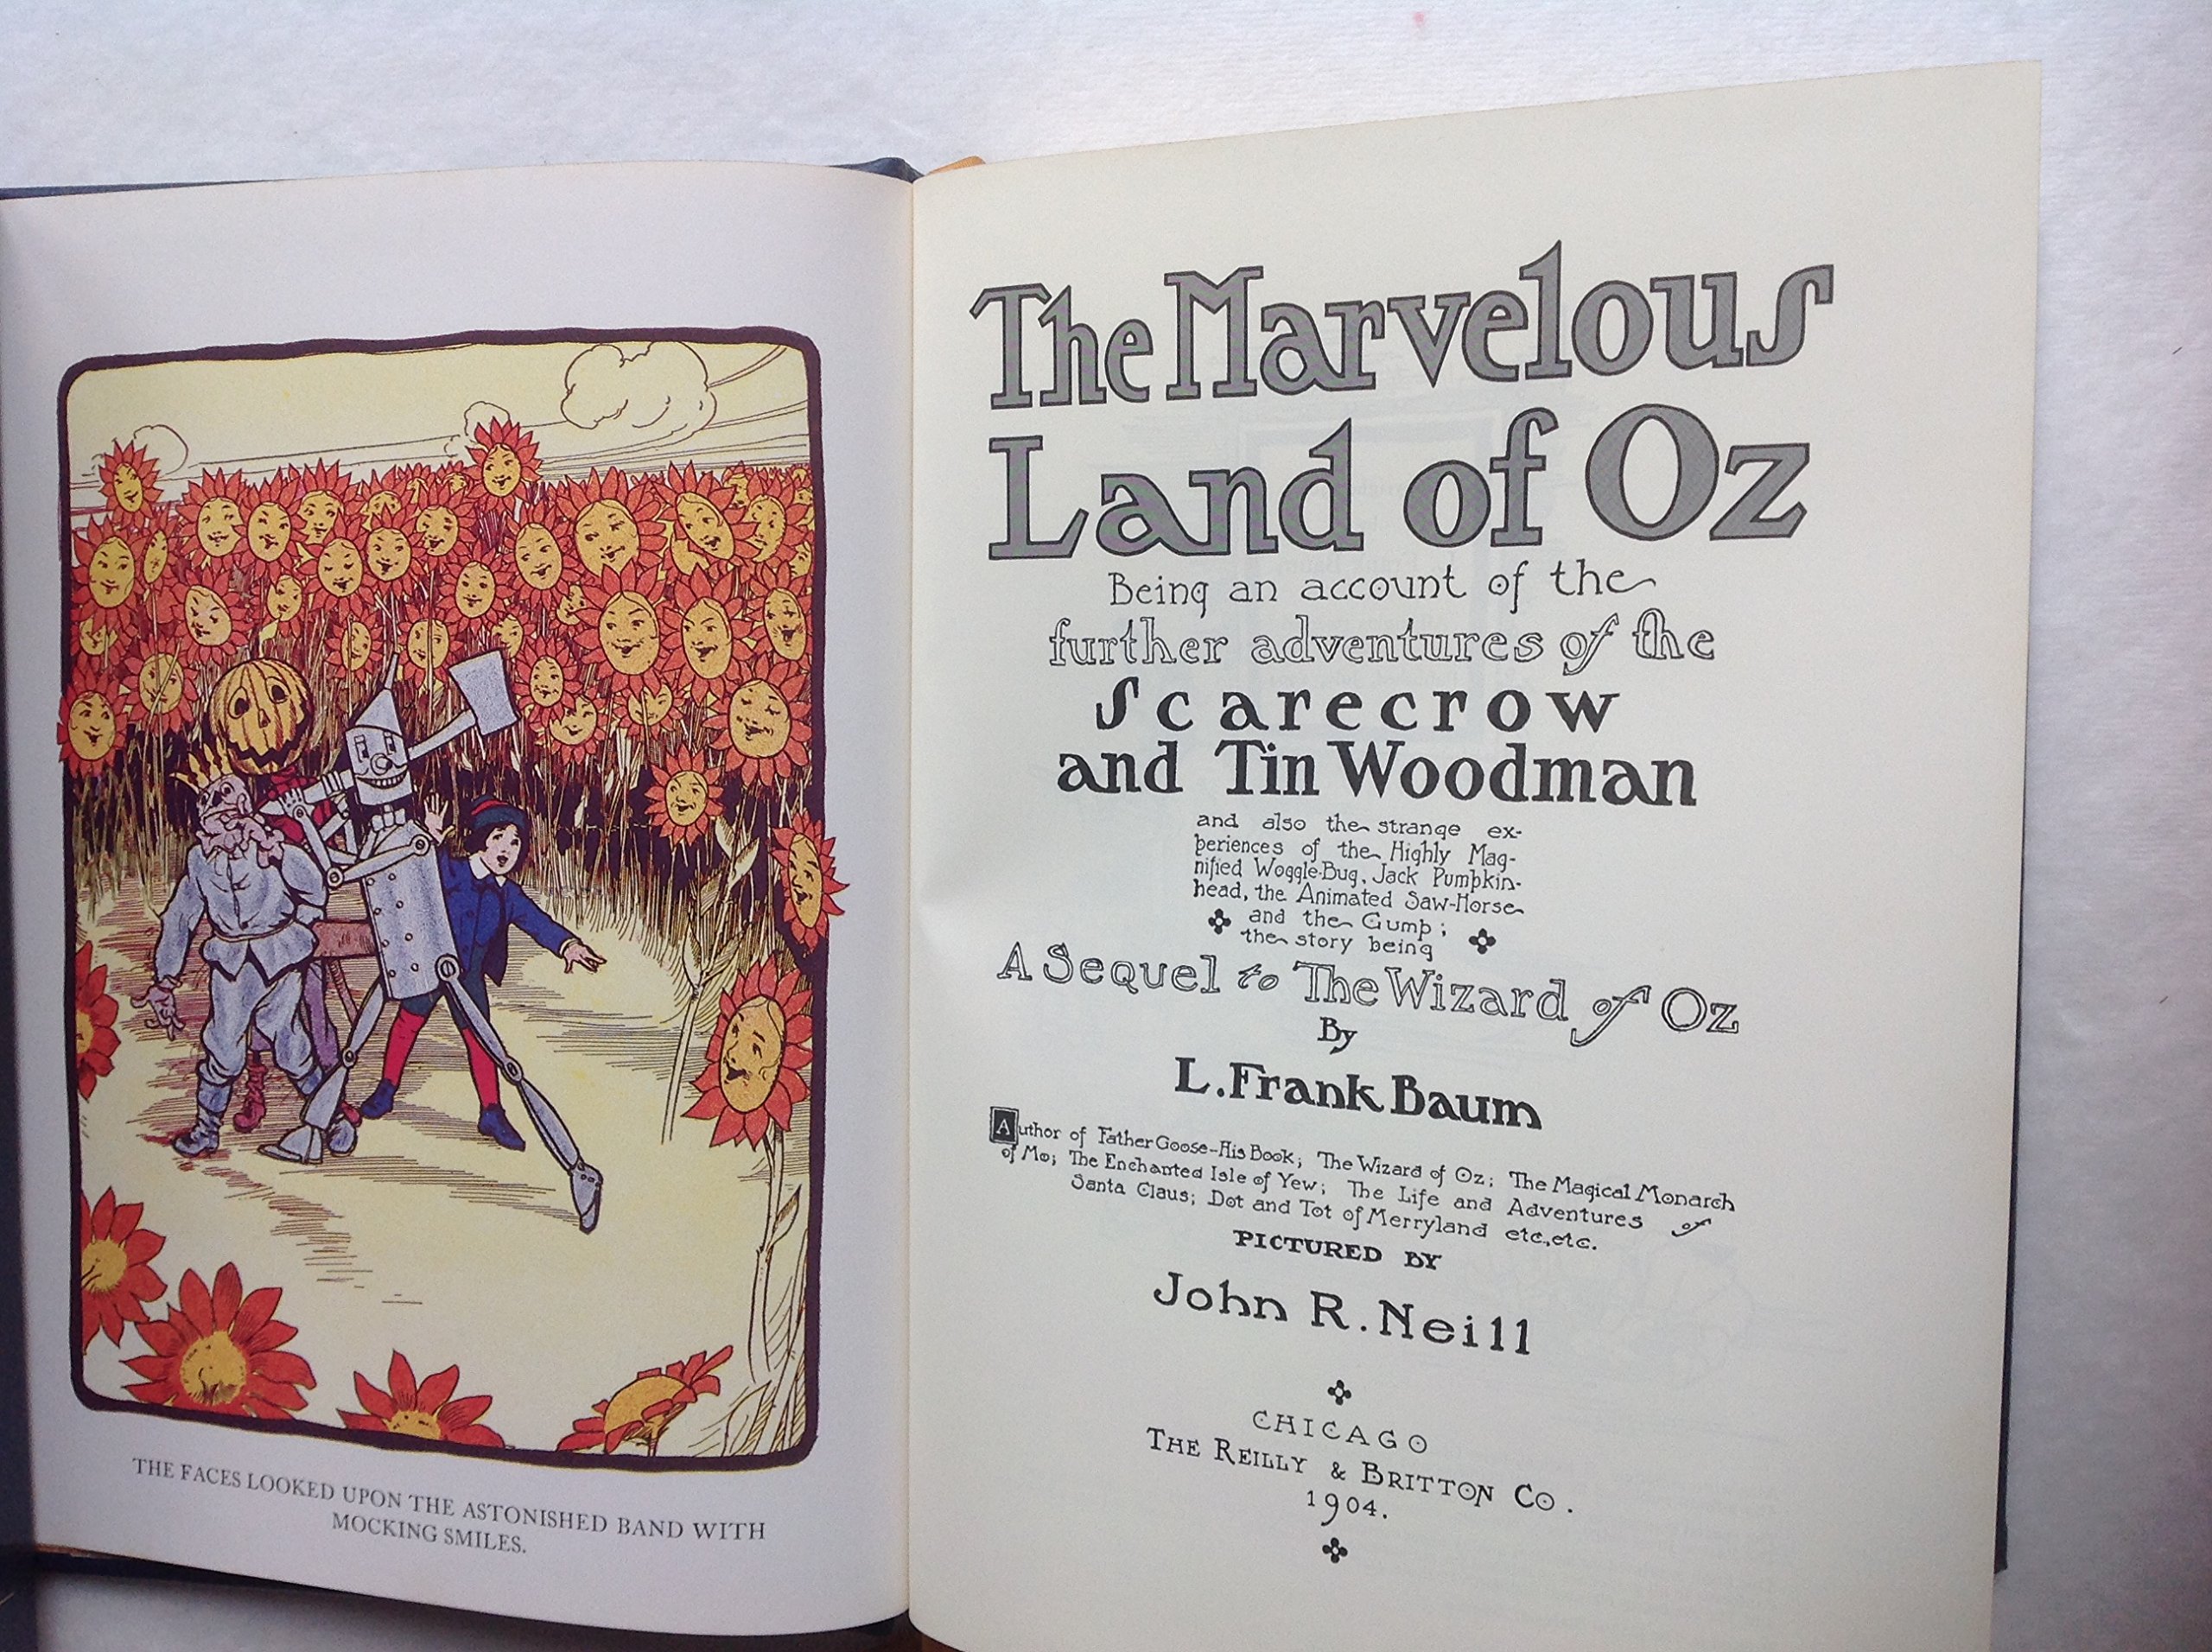 THE FACES LOOKED UPON THE ASTONISHED BAND WITH
MOCKING SMILES.
The Marvelous
Land of Oz
Being an account of the
further adventures of the
Scarecrow
and Tin Woodman
and also the strange ex-
periences of the Highly Mag-
nified Woggle-Bug, Jack Pumpkin-
head, the Animated Saw-Horse
and the Gump;
the story being
A Sequel to The Wizard of Oz
By
L. Frank Baum
Author of Father Goose-His Book; The Wizard of Oz; The Magical Monarch
of Mo; The Enchanted Isle of Yew; The Life and Adventures of
Santa Claus; Dot and Tot of Merryland etc., etc.
PICTURED BY
John R. Neill
CHICAGO
THE REILLY & BRITTON CO.
1904.